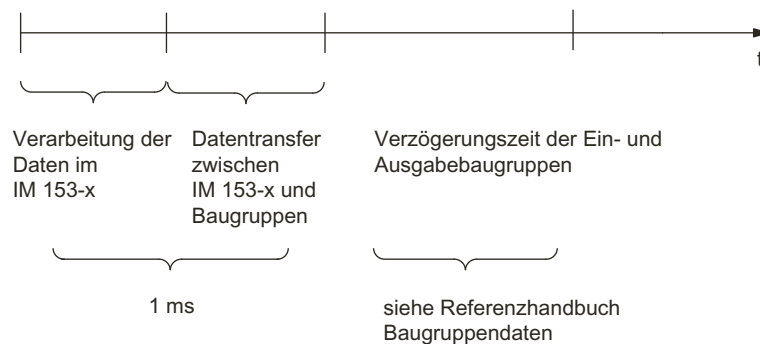 t
Verarbeitung der
Daten im
IM 153-x
Datentransfer
zwischen
IM 153-x und
Baugruppen
Verzögerungszeit der Ein- und
Ausgabebaugruppen
1 ms
siehe Referenzhandbuch
Baugruppendaten